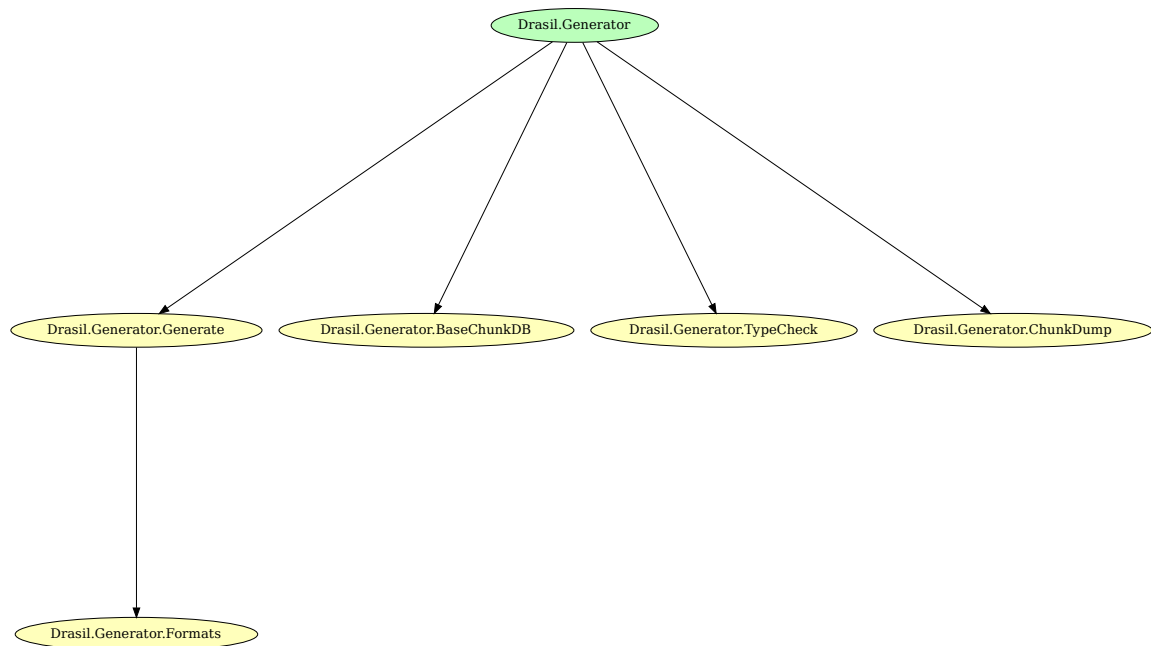 Drasil.Generator
Drasil.Generator.Generate
Drasil.Generator.BaseChunkDB
Drasil.Generator.TypeCheck
Drasil.Generator.ChunkDump
Drasil.Generator.Formats